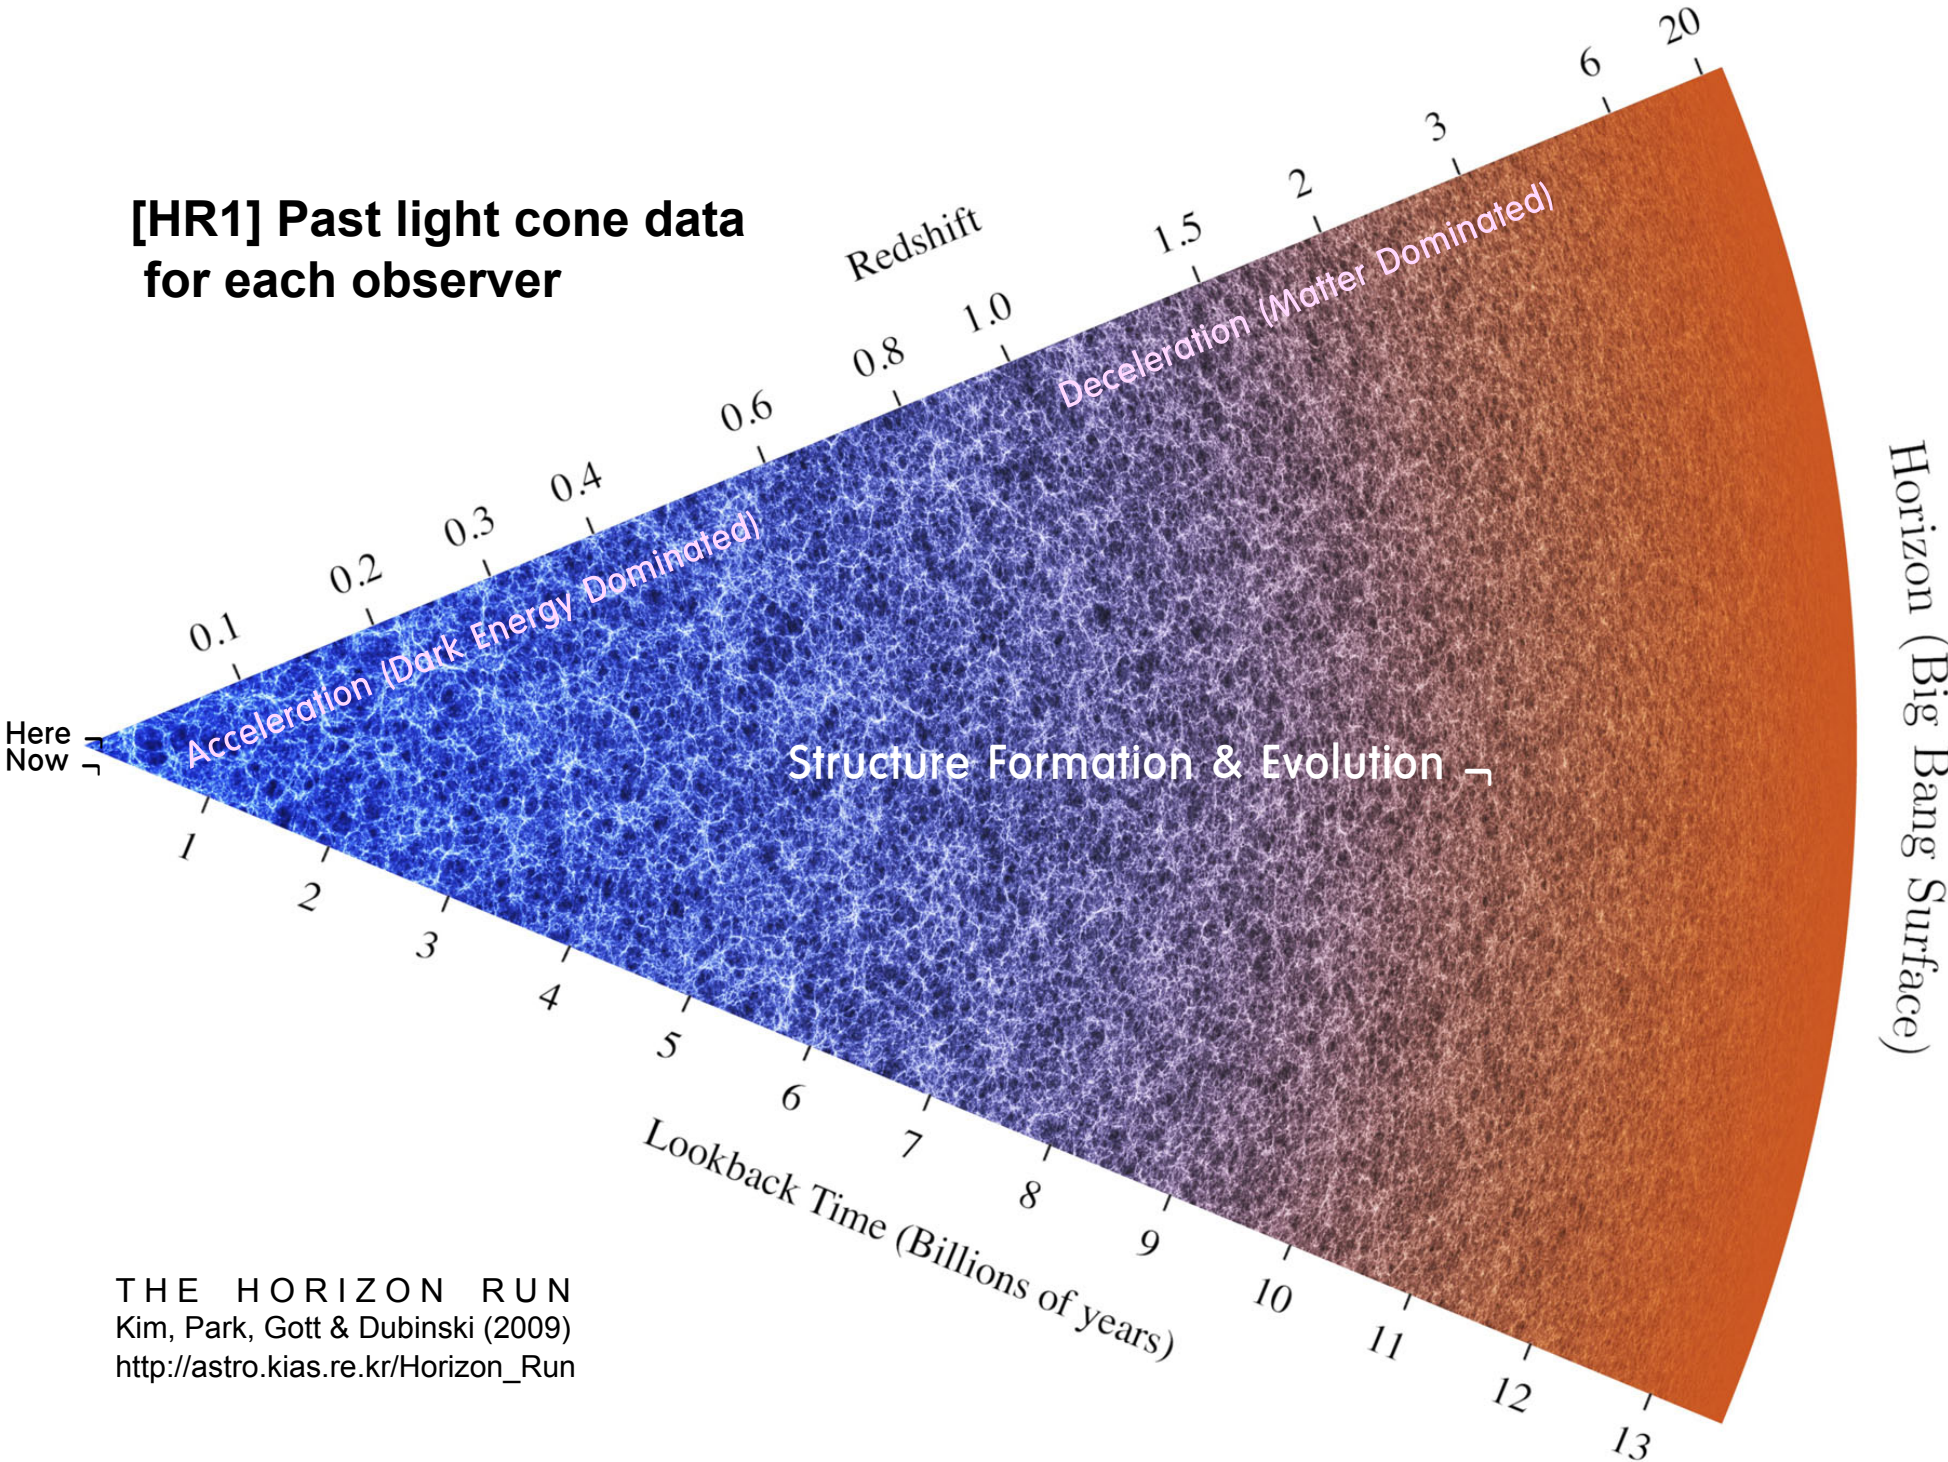 [HR1] Past light cone data
for each observer
Redshift
0.1
0.2
0.3
0.4
0.6
0.8
1.0
1.5
2
3
6
20
Acceleration (Dark Energy Dominated)
Deceleration (Matter Dominated)
Here
Now
Structure Formation & Evolution
Horizon (Big Bang Surface)
1
2
3
4
5
6
7
8
9
10
11
12
13
Lookback Time (Billions of years)
THE HORIZON RUN
Kim, Park, Gott & Dubinski (2009)
http://astro.kias.re.kr/Horizon_Run